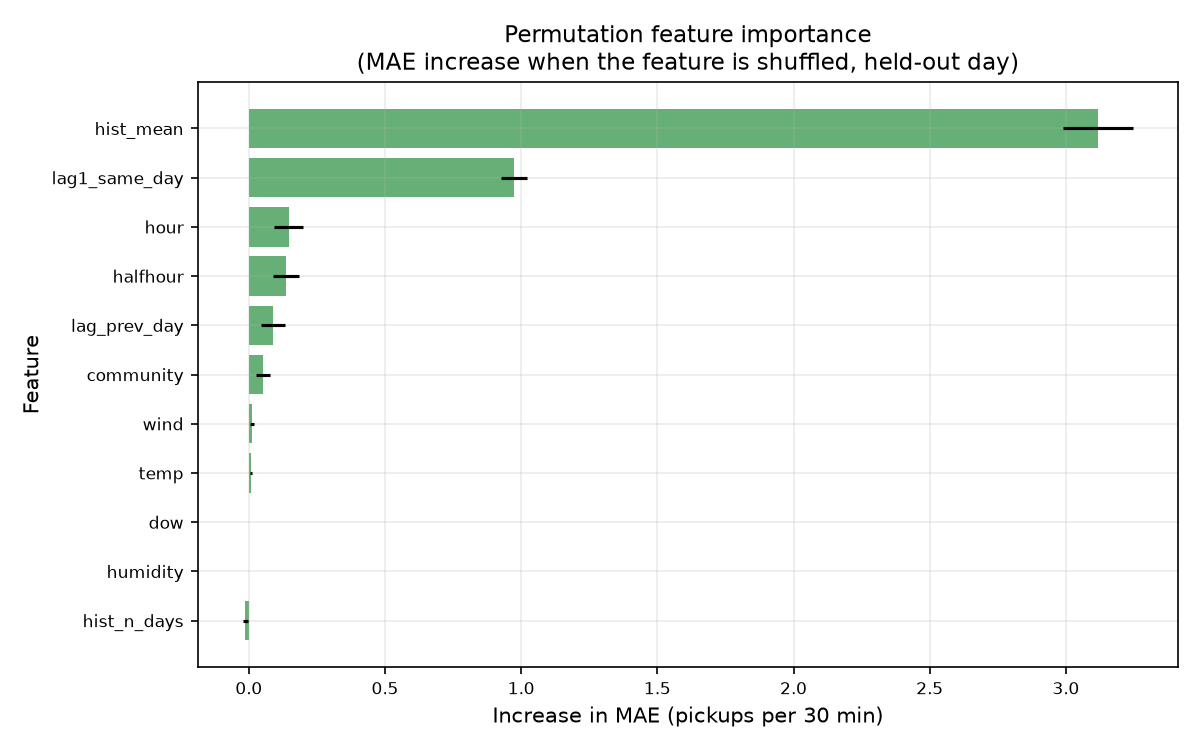 Permutation feature importance
(MAE increase when the feature is shuffled, held-out day)
Feature
hist_mean
lag1_same_day
hour
halfhour
lag_prev_day
community
wind
temp
dow
humidity
hist_n_days
0.0 0.5 1.0 1.5 2.0 2.5 3.0
Increase in MAE (pickups per 30 min)